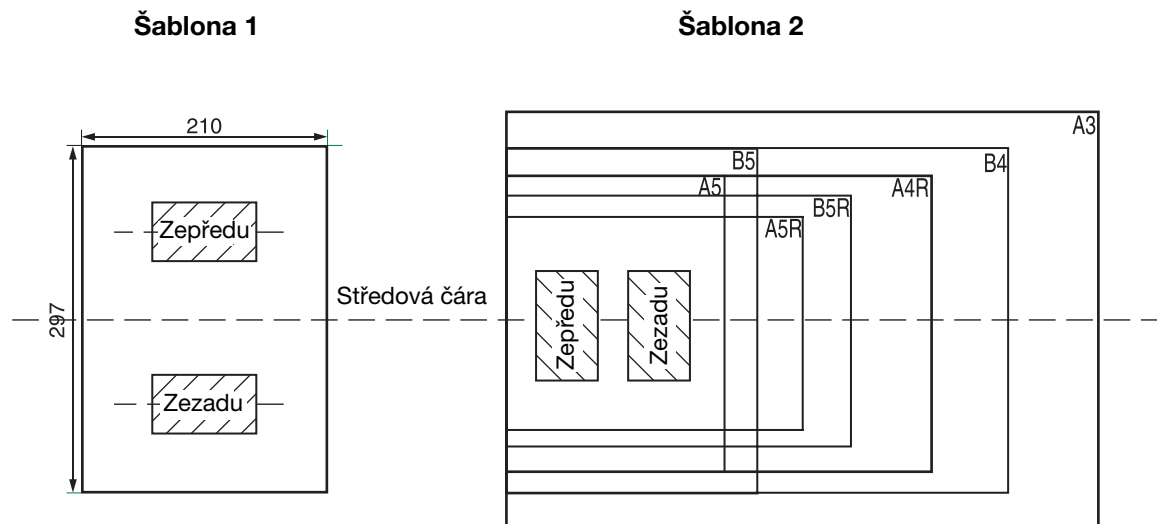 Šablona 1
Šablona 2
210
297
Zepředu
Zezadu
Středová čára
A3
B4
B5
A4R
A5
B5R
A5R
Zepředu
Zezadu